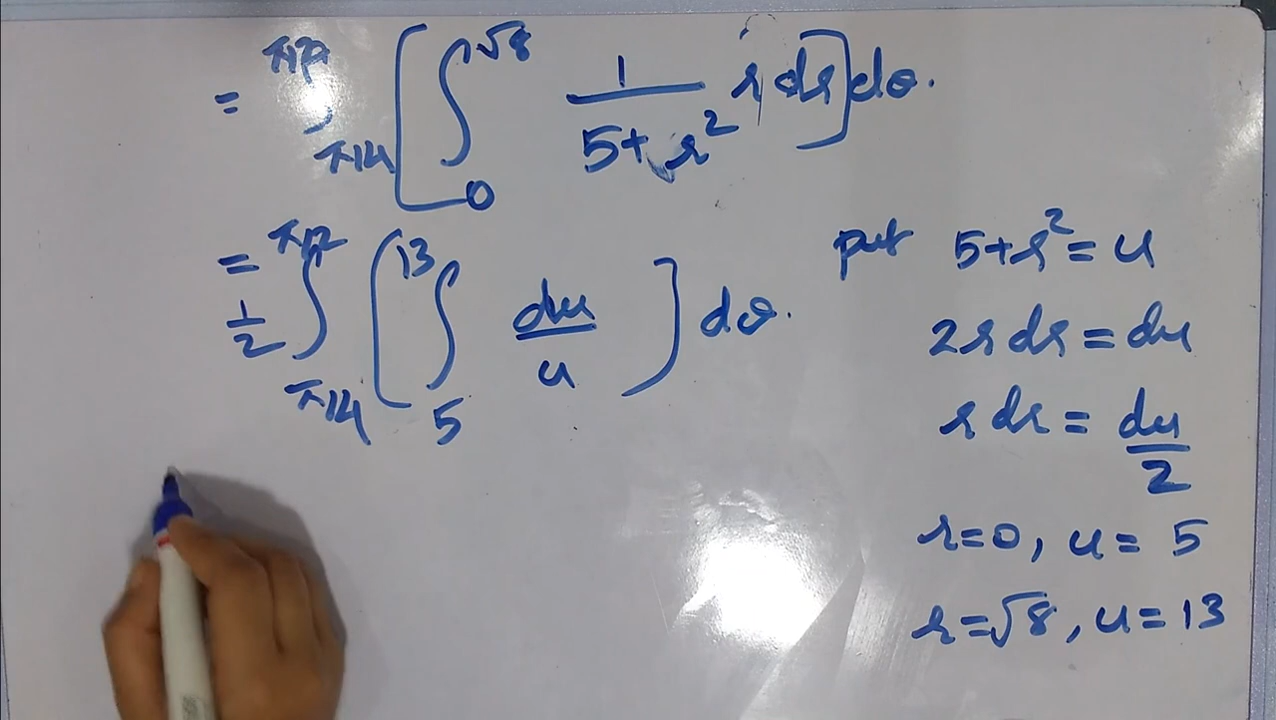 = ∫_{π/4}^{π/2} [ ∫_0^{√8} 1/(5+r²) r dr ] dθ.
= 1/2 ∫_{π/4}^{π/2} [ ∫_5^{13} du/u ] dθ.
put 5+r² = u
2r dr = du
r dr = du/2
r=0, u= 5
r=√8, u= 13